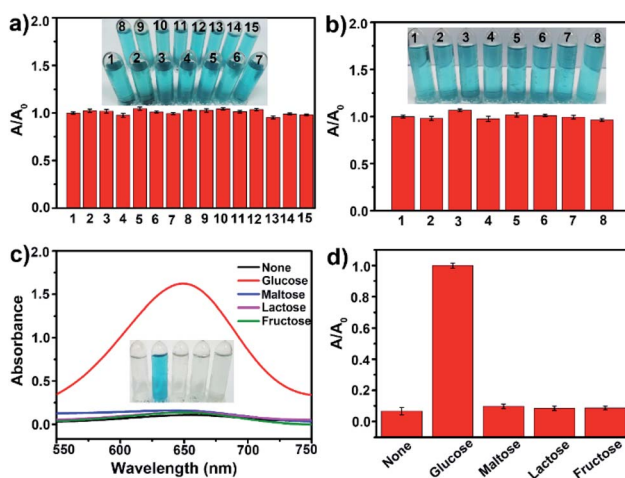 a)
2.0
1.5
1.0
0.5
0.0
A/A0
8 9 10 11 12 13 14 15
1 2 3 4 5 6 7
1 2 3 4 5 6 7 8 9 10 11 12 13 14 15
b)
2.0
1.5
1.0
0.5
0.0
A/A0
1 2 3 4 5 6 7 8
1 2 3 4 5 6 7 8
c)
2.0
1.5
1.0
0.5
0.0
Absorbance
None
Glucose
Maltose
Lactose
Fructose
550 600 650 700 750
Wavelength (nm)
d)
1.0
0.8
0.6
0.4
0.2
0.0
A/A0
None Glucose Maltose Lactose Fructose